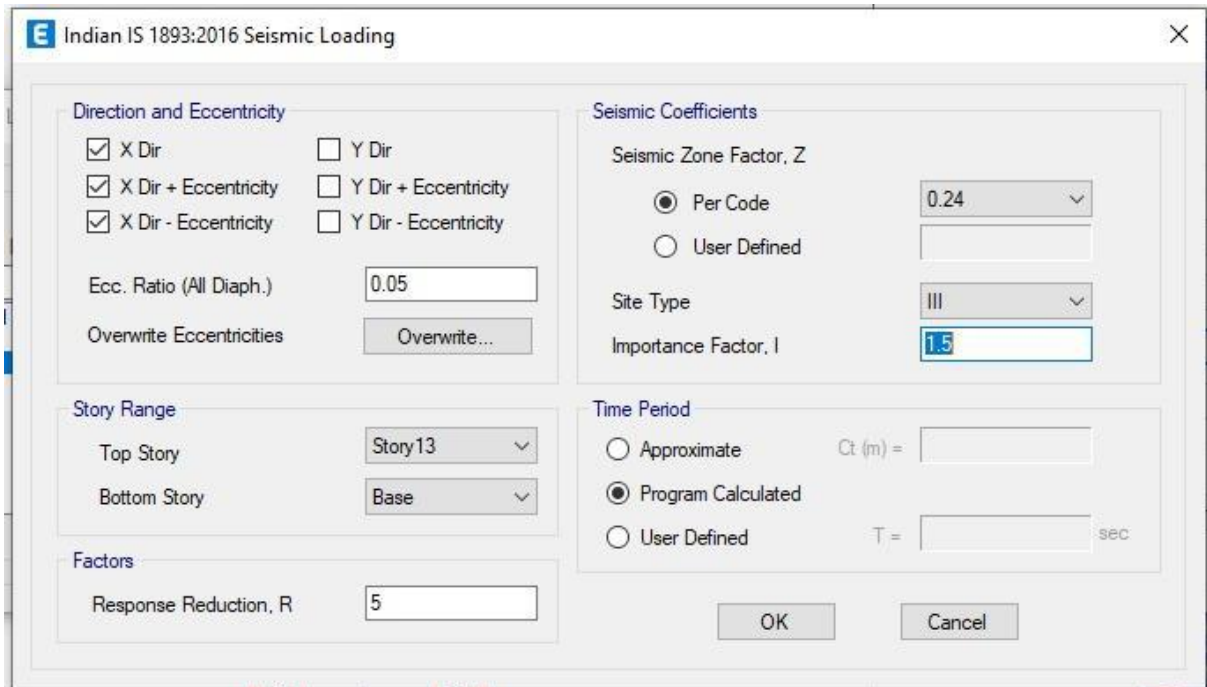 E Indian IS 1893:2016 Seismic Loading
Direction and Eccentricity
X Dir Y Dir
X Dir + Eccentricity Y Dir + Eccentricity
X Dir - Eccentricity Y Dir - Eccentricity
Ecc. Ratio (All Diaph.) 0.05
Overwrite Eccentricities Overwrite...
Story Range
Top Story Story13
Bottom Story Base
Factors
Response Reduction, R 5
Seismic Coefficients
Seismic Zone Factor, Z
Per Code 0.24
User Defined
Site Type III
Importance Factor, I 1.5
Time Period
Approximate Ct (m) =
Program Calculated
User Defined T = sec
OK Cancel